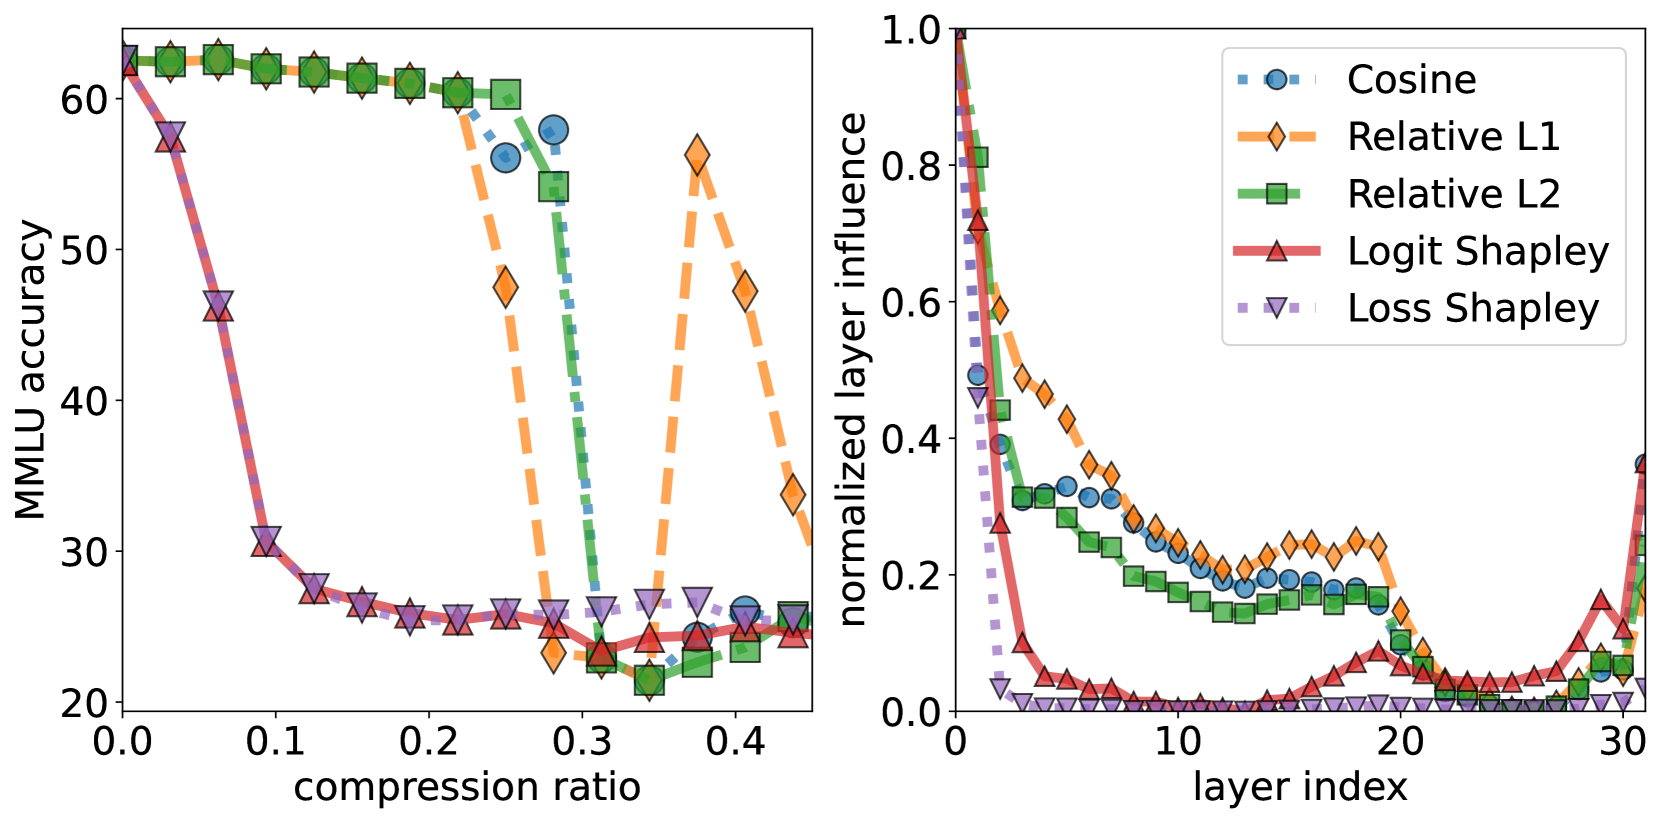 MMLU accuracy
60
50
40
30
20
0.0 0.1 0.2 0.3 0.4
compression ratio
normalized layer influence
1.0
0.8
0.6
0.4
0.2
0.0
0 10 20 30
layer index
Cosine
Relative L1
Relative L2
Logit Shapley
Loss Shapley